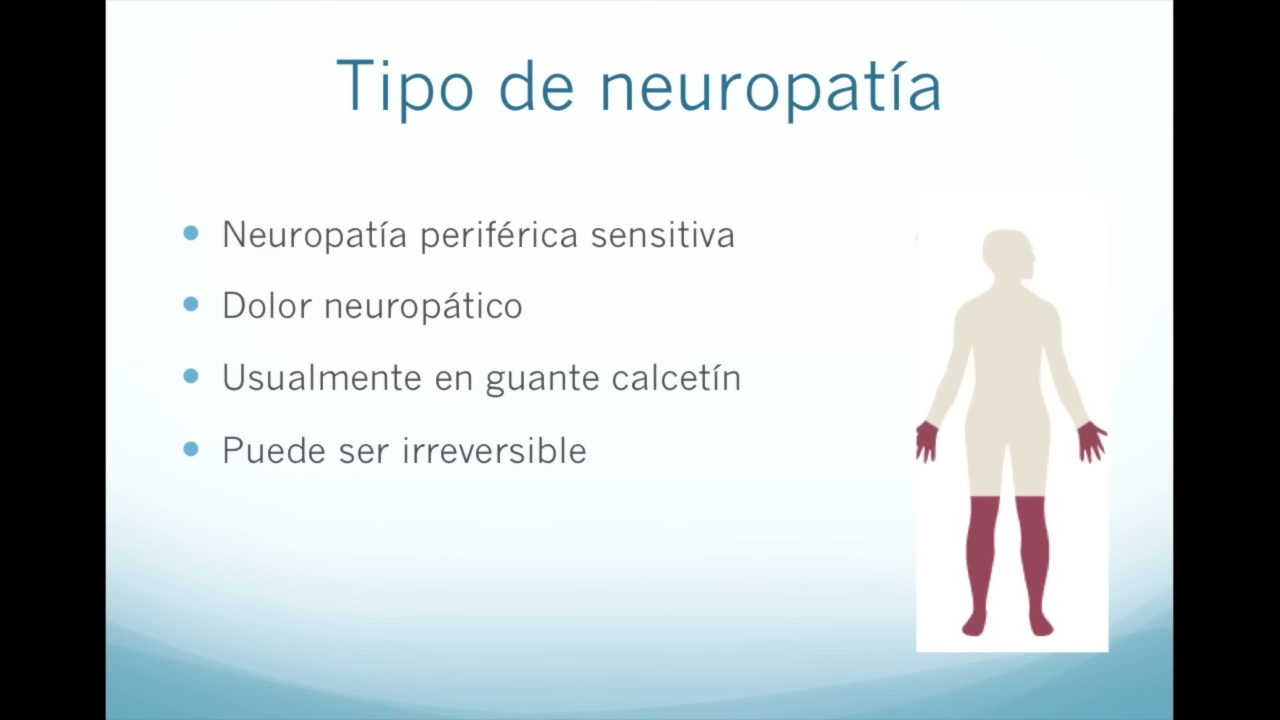 Tipo de neuropatía
Neuropatía periférica sensitiva
Dolor neuropático
Usualmente en guante calcetín
Puede ser irreversible